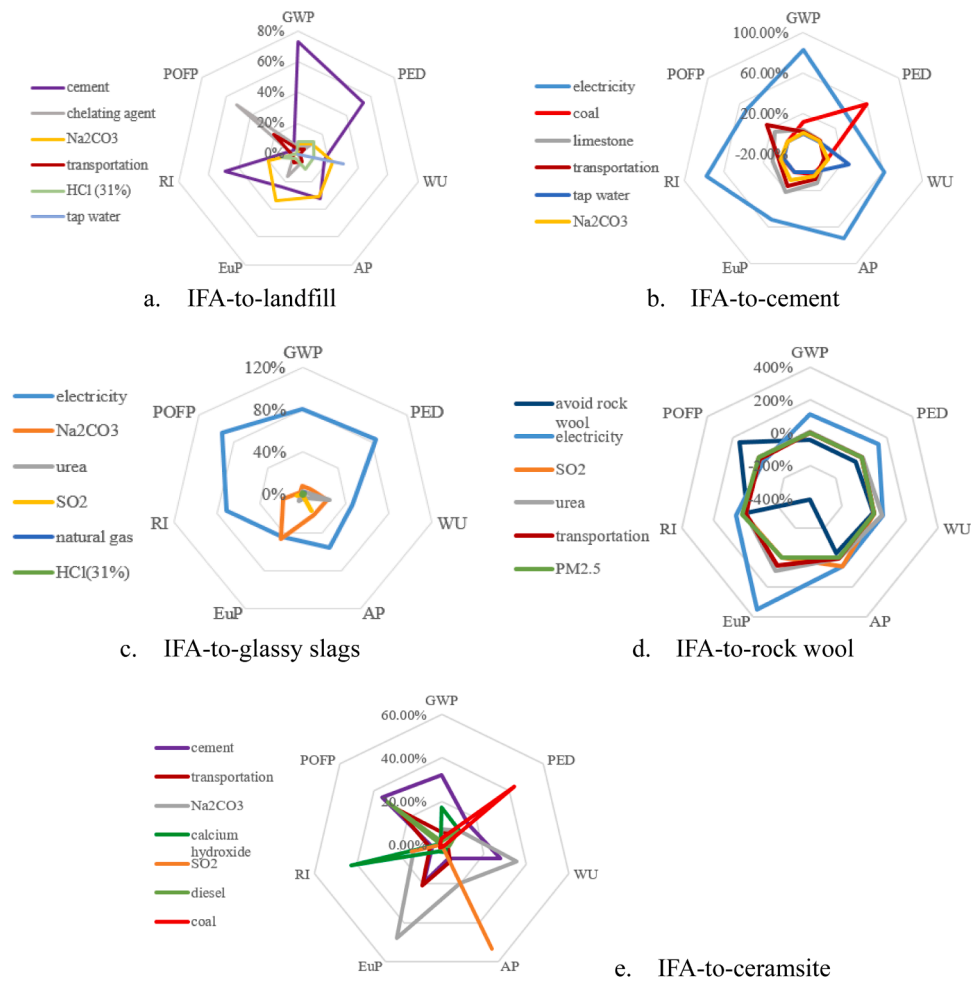 GWP
80%
60%
40%
20%
0%
PED
WU
AP
EuP
RI
POFP
cement
chelating agent
Na2CO3
transportation
HCl (31%)
tap water
a. IFA-to-landfill
GWP
100.00%
60.00%
20.00%
-20.00%
PED
WU
AP
EuP
RI
POFP
electricity
coal
limestone
transportation
tap water
Na2CO3
b. IFA-to-cement
GWP
120%
80%
40%
0%
PED
WU
AP
EuP
RI
POFP
electricity
Na2CO3
urea
SO2
natural gas
HCl(31%)
c. IFA-to-glassy slags
GWP
400%
200%
0%
-200%
-400%
PED
WU
AP
EuP
RI
POFP
avoid rock
wool
electricity
SO2
urea
transportation
PM2.5
d. IFA-to-rock wool
GWP
60.00%
40.00%
20.00%
0.00%
PED
WU
AP
EuP
RI
POFP
cement
transportation
Na2CO3
calcium
hydroxide
SO2
diesel
coal
e. IFA-to-ceramsite